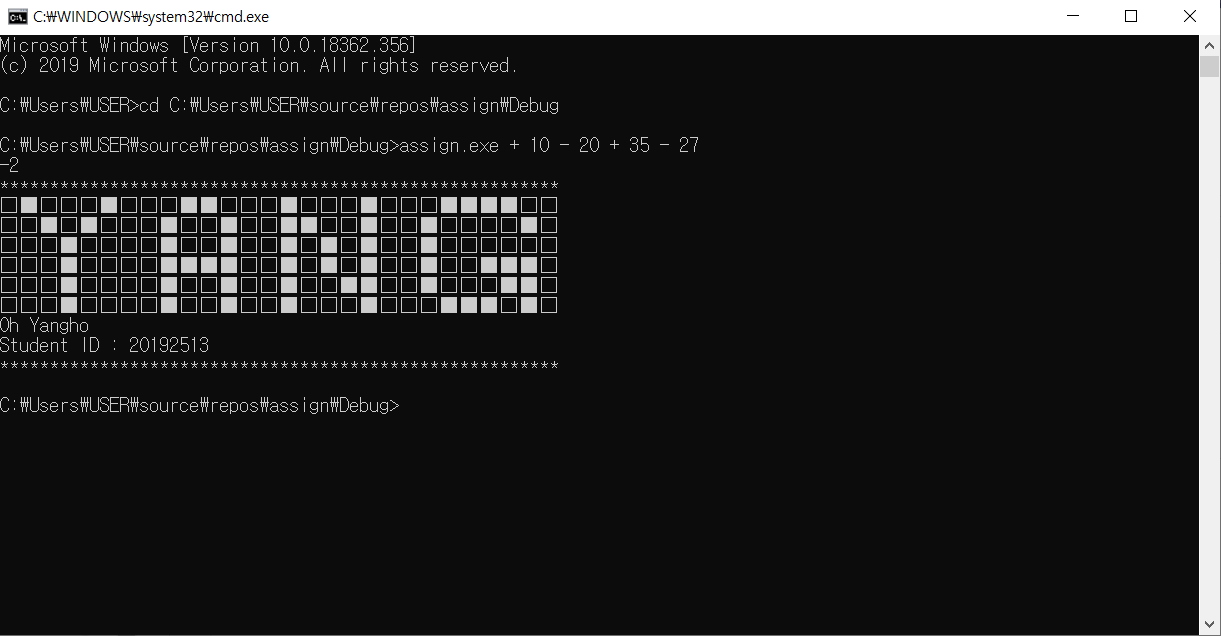 C:₩WINDOWS₩system32₩cmd.exe
Microsoft Windows [Version 10.0.18362.356]
(c) 2019 Microsoft Corporation. All rights reserved.
C:₩Users₩USER>cd C:₩Users₩USER₩source₩repos₩assign₩Debug
C:₩Users₩USER₩source₩repos₩assign₩Debug>assign.exe + 10 - 20 + 35 - 27
-2
********************************************************
□■□□□■□□□■■□□□■□□□■□□□■■■■□□
□□■□■□□□■□□■□□■■□□■□□■□□□□■□
□□□■□□□□■□□■□□■□■□■□□■□□□□□□
□□□■□□□□■■■■□□■□■□■□□■□□■■■□
□□□■□□□□■□□■□□■□□■■□□■□□□■■□
□□□■□□□□■□□■□□■□□□■□□□■■■□■□
Oh Yangho
Student ID : 20192513
********************************************************
C:₩Users₩USER₩source₩repos₩assign₩Debug>